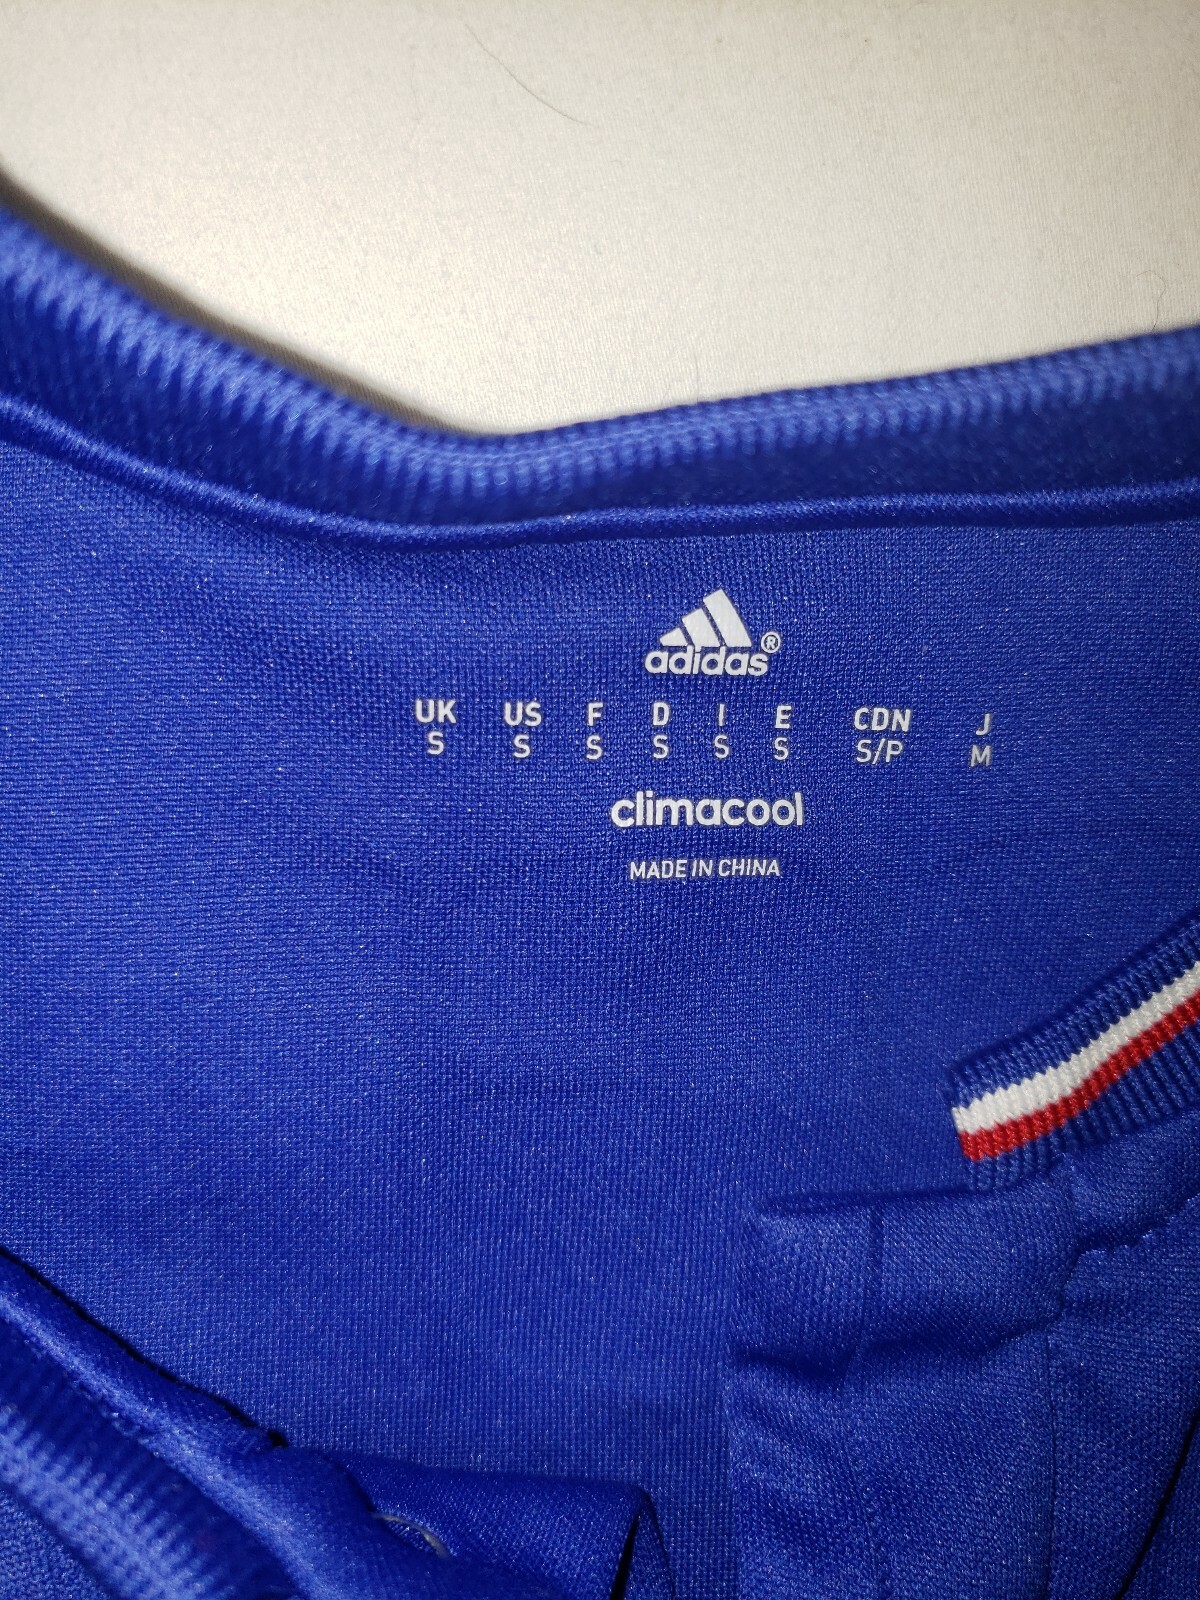 adidas®
UK US F D I E CDN J
S S S S S S S/P M
climacool
MADE IN CHINA